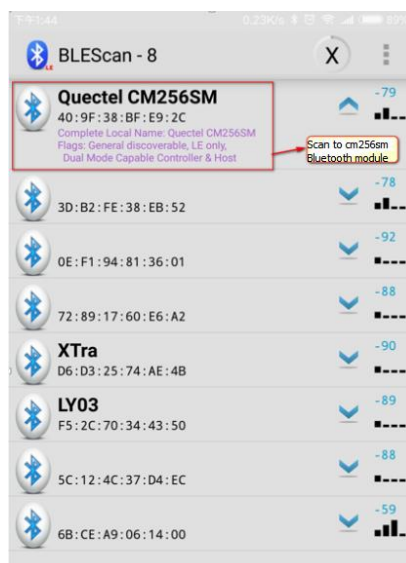 下午1:44 0.23K/s 89%
BLEScan - 8 X
Quectel CM256SM -79
40:9F:38:BF:E9:2C
Complete Local Name: Quectel CM256SM
Flags: General discoverable, LE only,
Dual Mode Capable Controller & Host
Scan to cm256sm
Bluetooth module
-78
3D:B2:FE:38:EB:52
-92
0E:F1:94:81:36:01
-88
72:89:17:60:E6:A2
XTra -90
D6:D3:25:74:AE:4B
LY03 -89
F5:2C:70:34:43:50
-88
5C:12:4C:37:D4:EC
-59
6B:CE:A9:06:14:00